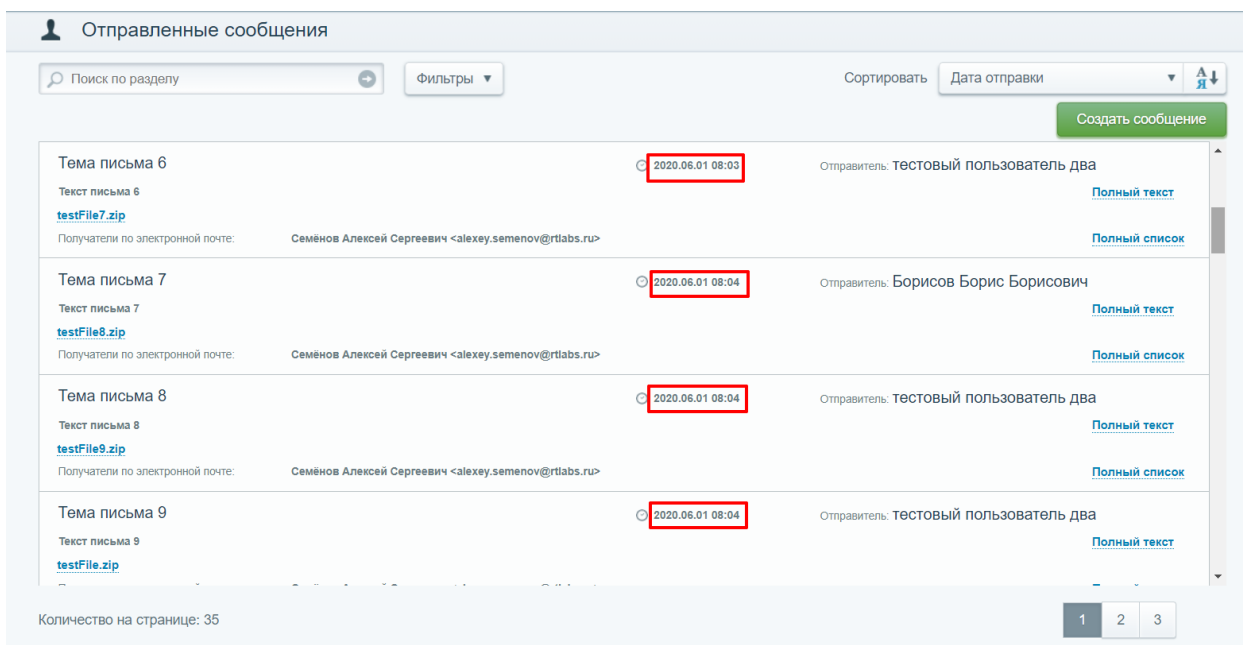 Отправленные сообщения
Поиск по разделу Фильтры ▼ Сортировать Дата отправки ▼ А Я
Создать сообщение
Тема письма 6 2020.06.01 08:03 Отправитель: тестовый пользователь два
Текст письма 6 Полный текст
testFile7.zip
Получатели по электронной почте: Семёнов Алексей Сергеевич <alexey.semenov@rtlabs.ru> Полный список
Тема письма 7 2020.06.01 08:04 Отправитель: Борисов Борис Борисович
Текст письма 7 Полный текст
testFile8.zip
Получатели по электронной почте: Семёнов Алексей Сергеевич <alexey.semenov@rtlabs.ru> Полный список
Тема письма 8 2020.06.01 08:04 Отправитель: тестовый пользователь два
Текст письма 8 Полный текст
testFile9.zip
Получатели по электронной почте: Семёнов Алексей Сергеевич <alexey.semenov@rtlabs.ru> Полный список
Тема письма 9 2020.06.01 08:04 Отправитель: тестовый пользователь два
Текст письма 9 Полный текст
testFile.zip
Количество на странице: 35 1 2 3